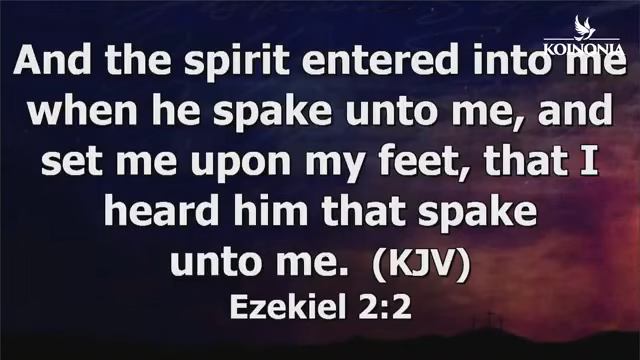 KOINONIA
And the spirit entered into me
when he spake unto me, and
set me upon my feet, that I
heard him that spake
unto me. (KJV)
Ezekiel 2:2